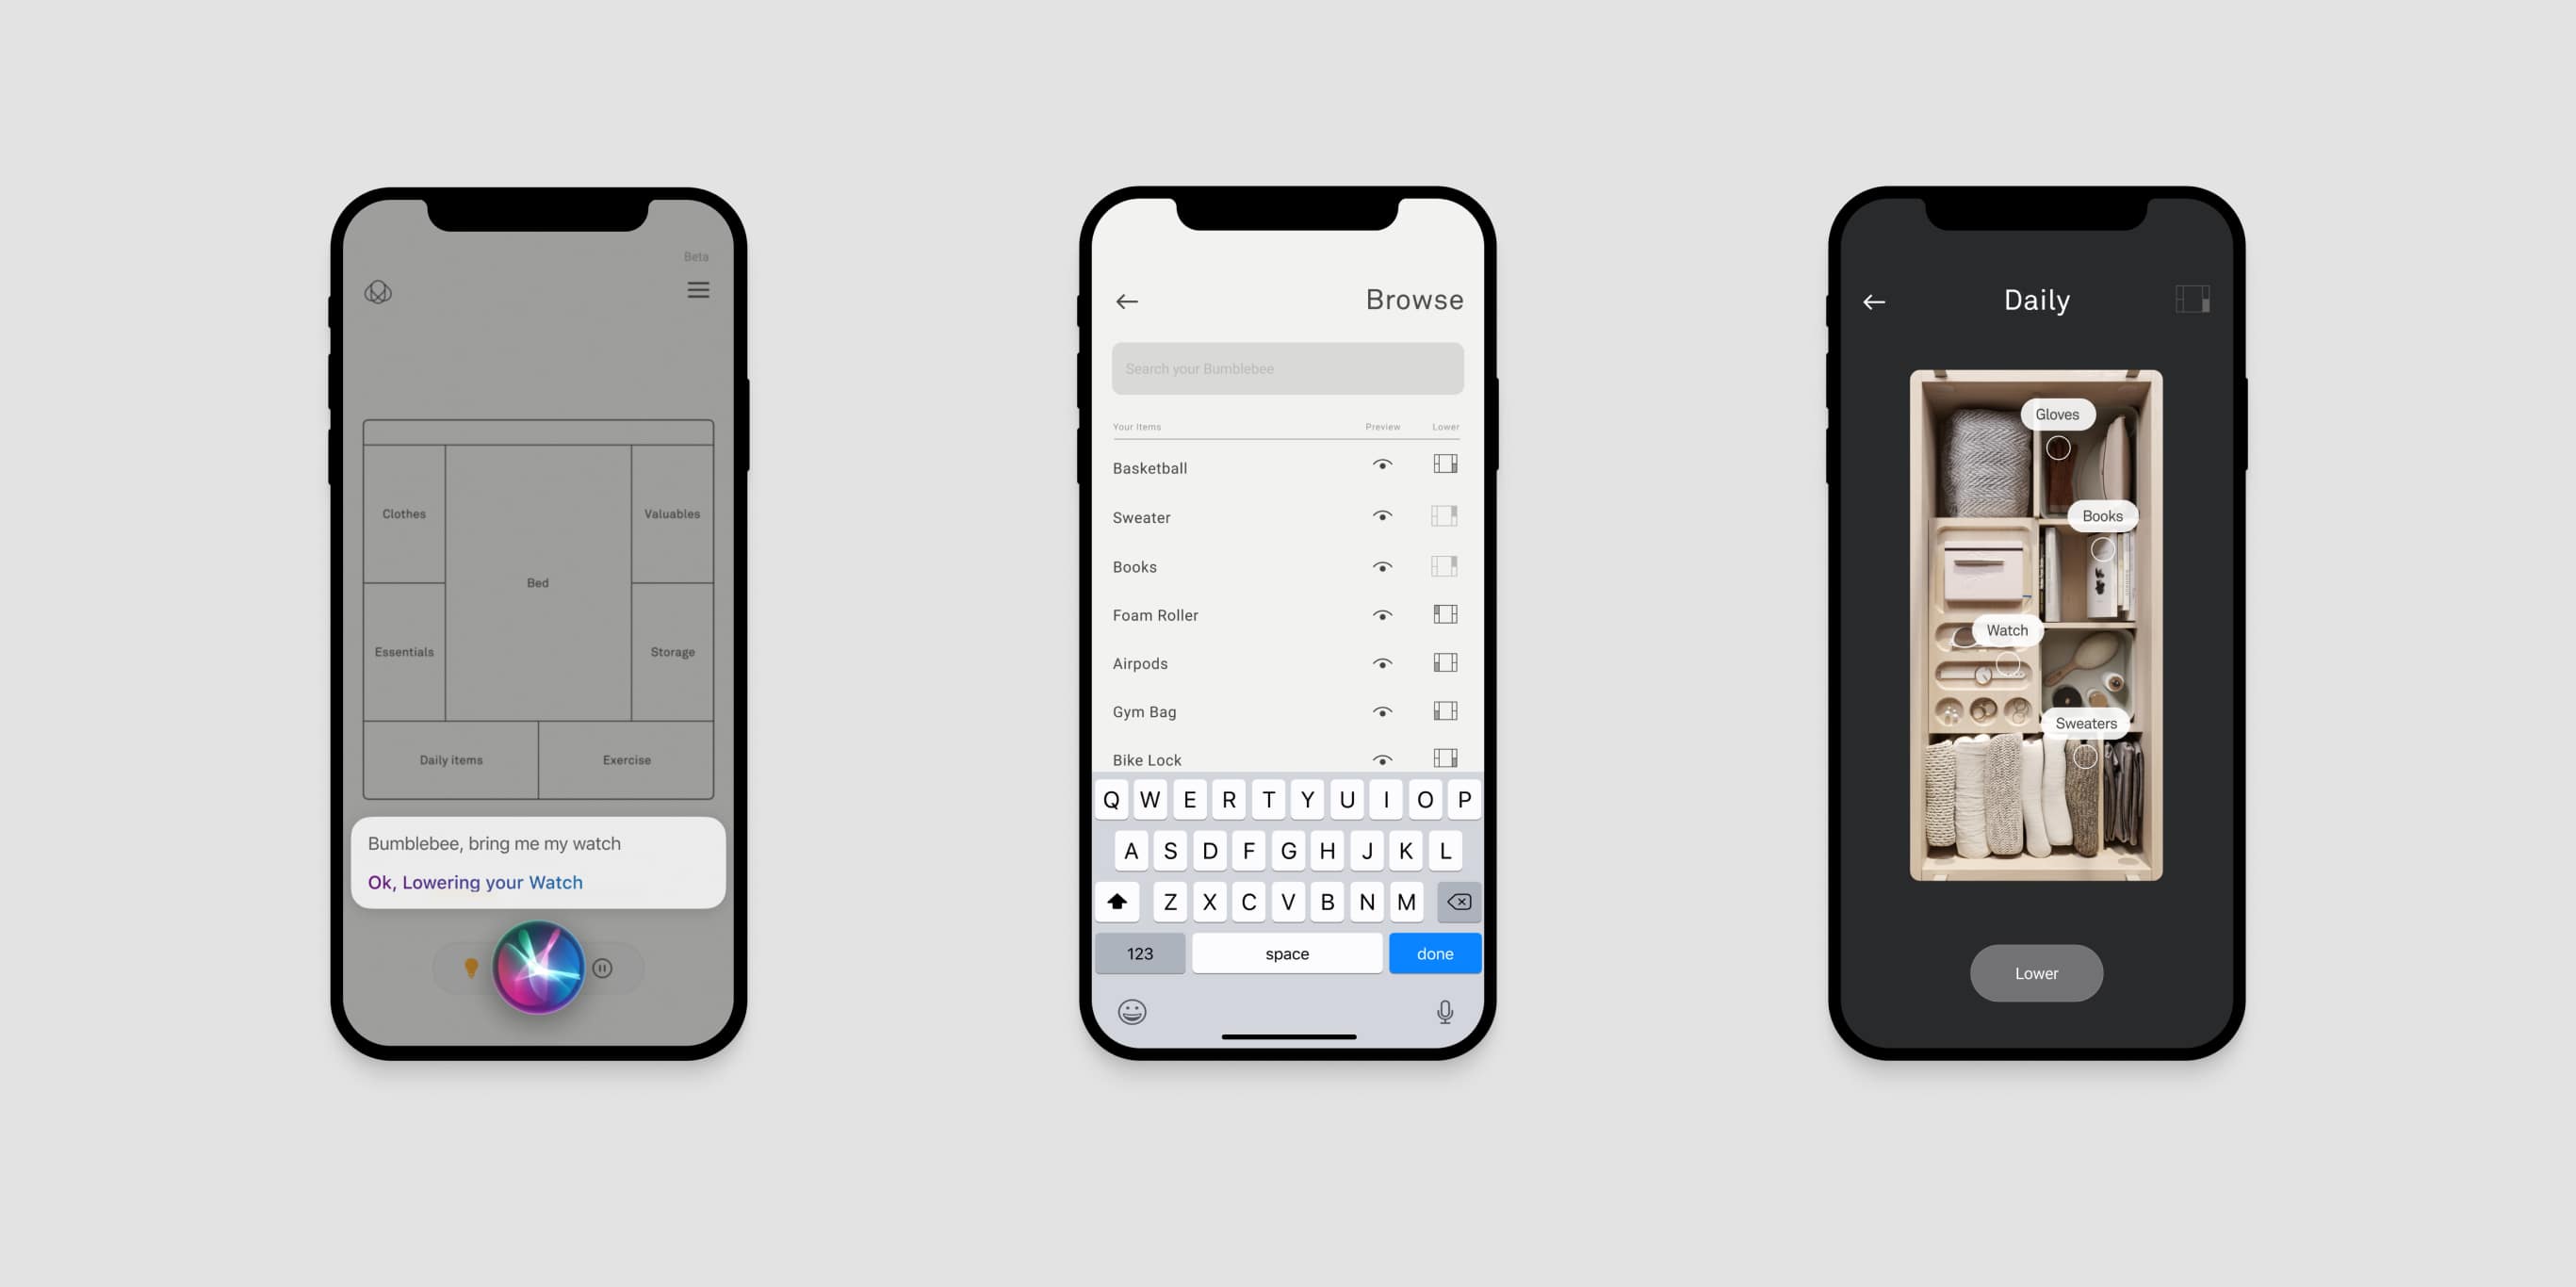 Beta
Clothes
Valuables
Bed
Essentials
Storage
Daily items
Exercise
Bumblebee, bring me my watch
Ok, Lowering your Watch
Browse
Search your Bumblebee
Your Items Preview Lower
Basketball
Sweater
Books
Foam Roller
Airpods
Gym Bag
Bike Lock
Q W E R T Y U I O P
A S D F G H J K L
Z X C V B N M
123 space done
Daily
Gloves
Books
Watch
Sweaters
Lower